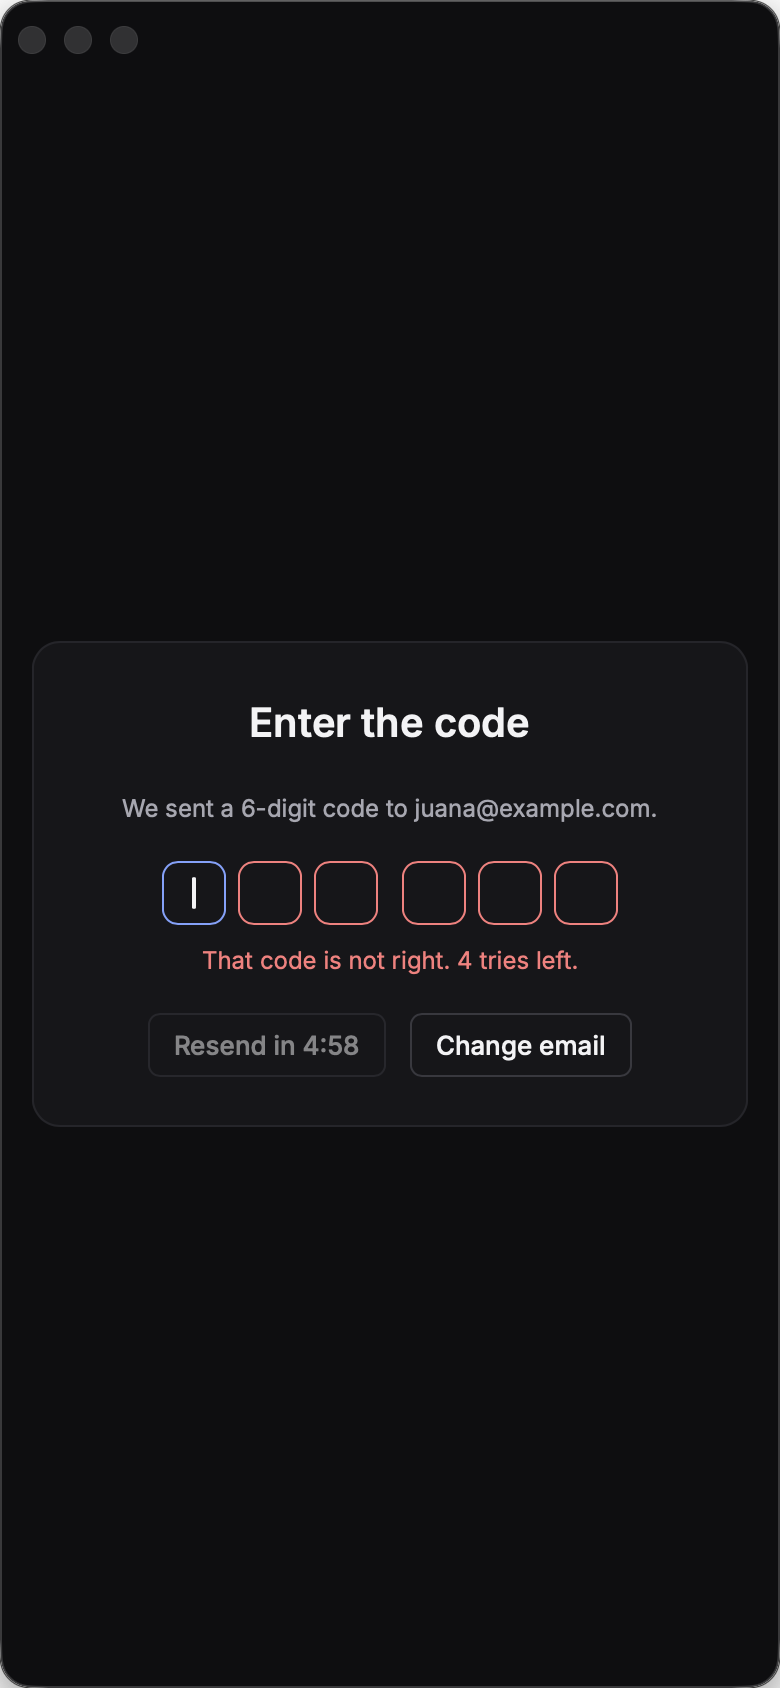 Enter the code
We sent a 6-digit code to juana@example.com.
That code is not right. 4 tries left.
Resend in 4:58
Change email